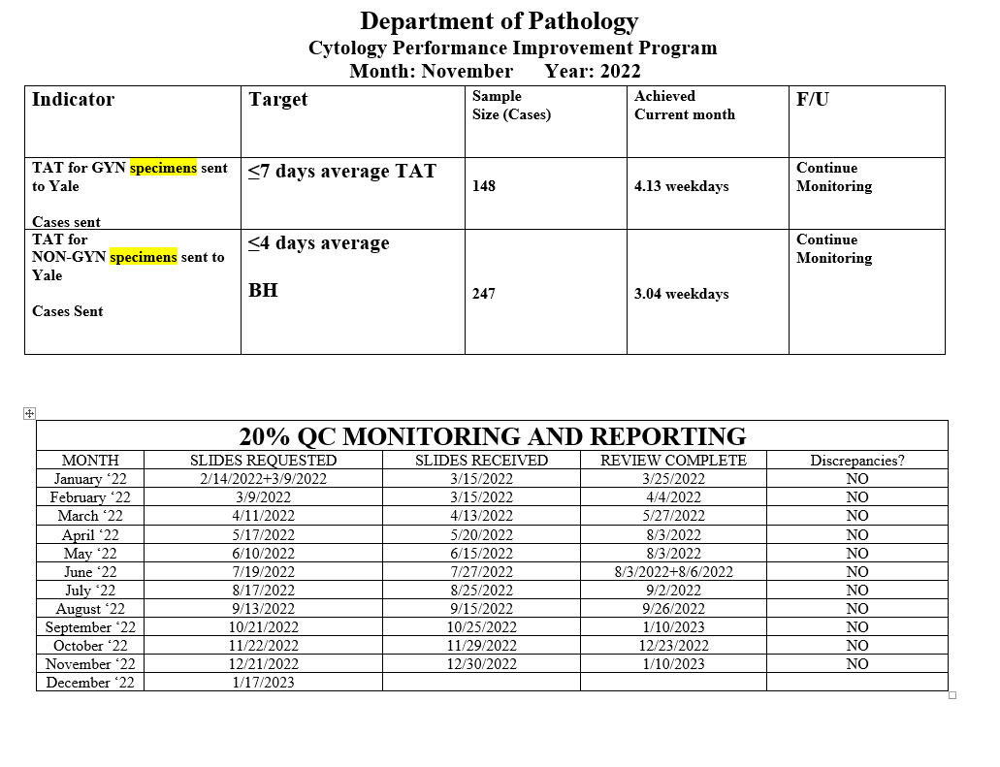 Department of Pathology
Cytology Performance Improvement Program
Month: November Year: 2022
Indicator Target Sample Size (Cases) Achieved Current month F/U
TAT for GYN specimens sent to Yale
Cases sent
≤7 days average TAT
148
4.13 weekdays
Continue Monitoring
TAT for
NON-GYN specimens sent to
Yale
Cases Sent
≤4 days average
BH
247
3.04 weekdays
Continue Monitoring
20% QC MONITORING AND REPORTING
MONTH SLIDES REQUESTED SLIDES RECEIVED REVIEW COMPLETE Discrepancies?
January ‘22 2/14/2022+3/9/2022 3/15/2022 3/25/2022 NO
February ‘22 3/9/2022 3/15/2022 4/4/2022 NO
March ‘22 4/11/2022 4/13/2022 5/27/2022 NO
April ‘22 5/17/2022 5/20/2022 8/3/2022 NO
May ‘22 6/10/2022 6/15/2022 8/3/2022 NO
June ‘22 7/19/2022 7/27/2022 8/3/2022+8/6/2022 NO
July ‘22 8/17/2022 8/25/2022 9/2/2022 NO
August ‘22 9/13/2022 9/15/2022 9/26/2022 NO
September ‘22 10/21/2022 10/25/2022 1/10/2023 NO
October ‘22 11/22/2022 11/29/2022 12/23/2022 NO
November ‘22 12/21/2022 12/30/2022 1/10/2023 NO
December ‘22 1/17/2023